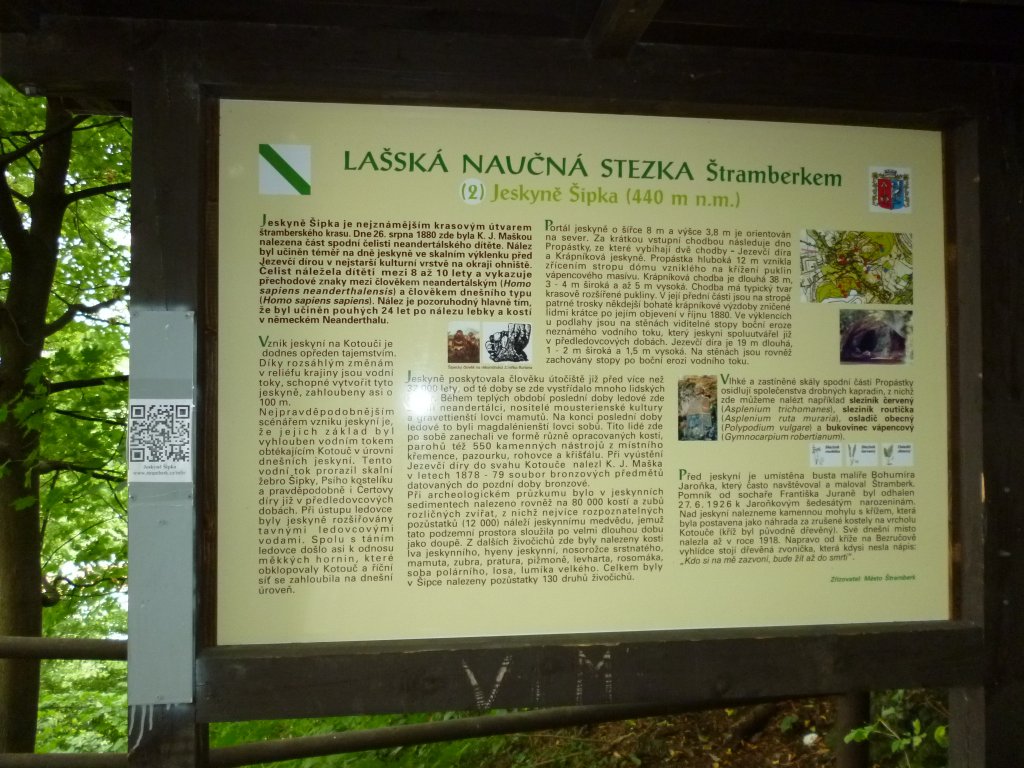 LAŠSKÁ NAUČNÁ STEZKA Štramberkem
(2) Jeskyně Šipka (440 m n.m.)
Jeskyně Šipka je nejznámějším krasovým útvarem
štramberského krasu. Dne 26. srpna 1880 zde byla K. J. Maškou
nalezena část spodní čelisti neandertálského dítěte. Nález
byl učiněn téměř na dně jeskyně ve skalním výklenku před
Jezevčí dírou v nejstarší kulturní vrstvě na okraji ohniště.
Čelist náležela dítěti mezi 8 až 10 lety a vykazuje
přechodové znaky mezi člověkem neandertálským (Homo
sapiens neanderthalensis) a člověkem dnešního typu
(Homo sapiens sapiens). Nález je pozoruhodný hlavně tím,
že byl učiněn pouhých 24 let po nálezu lebky a kostí
v německém Neanderthalu.
Vznik jeskyní na Kotouči je
dodnes opředen tajemstvím.
Díky rozsáhlým změnám
v reliéfu krajiny jsou vodní
toky, schopné vytvořit tyto
jeskyně, zahloubeny asi o
100 m.
Nejpravděpodobnějším
scénářem vzniku jeskyní je,
že jejich základ byl
vyhlouben vodním tokem
obtékajícím Kotouč v úrovni
dnešních jeskyní. Tento
vodní tok prorazil skalní
žebro Šipky, Psího kostelíku
a pravděpodobně i Čertovy
díry již v předledovcových
dobách. Při ústupu ledovce
byly jeskyně rozšiřovány
tavnými ledovcovými
vodami. Spolu s táním
ledovce došlo asi k odnosu
měkkých hornin, které
obklopovaly Kotouč a říční
síť se zahloubila na dnešní
úroveň.
Jeskyně poskytovala člověku útočiště již před více než
let, od té doby se zde vystřídalo mnoho lidských
Během teplých období poslední doby ledové zde
neandertálci, nositelé mousterienské kultury
a gravettienští lovci mamutů. Na konci poslední doby
ledové to byli magdalénienští lovci sobů. Tito lidé zde
po sobě zanechali ve formě různě opracovaných kostí,
parohů též 550 kamenných nástrojů z místního
křemence, pazourku, rohovce a křišťálu. Při vyústění
Jezevčí díry do svahu Kotouče nalezl K. J. Maška
v letech 1878 - 79 soubor bronzových předmětů
datovaných do pozdní doby bronzové.
Při archeologickém průzkumu bylo v jeskynních
sedimentech nalezeno rovněž na 80 000 kostí a zubů
rozličných zvířat, z nichž nejvíce rozpoznatelných
pozůstatků (12 000) náleží jeskynnímu medvědu, jemuž
tato podzemní prostora sloužila po velmi dlouhou dobu
jako doupě. Z dalších živočichů zde byly nalezeny kosti
lva jeskynního, hyeny jeskynní, nosorožce srstnatého,
mamuta, zubra, pratura, pižmoně, levharta, rosomáka,
soba polárního, losa, lumíka velkého. Celkem byly
v Šipce nalezeny pozůstatky 130 druhů živočichů.
Portál jeskyně o šířce 8 m a výšce 3,8 m je orientován
na sever. Za krátkou vstupní chodbou následuje dno
Propástky, ze které vybíhají dvě chodby - Jezevčí díra
a Krápníková jeskyně. Propástka hluboká 12 m vznikla
zřícením stropu dómu vzniklého na křížení puklin
vápencového masívu. Krápníková chodba je dlouhá 38 m,
3 - 4 m široká a až 5 m vysoká. Chodba má typický tvar
krasově rozšířené pukliny. V její přední části jsou na stropě
patrné trosky někdejší bohaté krápníkové výzdoby zničené
lidmi krátce po jejím objevení v říjnu 1880. Ve výklencích
u podlahy jsou na stěnách viditelné stopy boční eroze
neznámého vodního toku, který jeskyni spoluutvářel již
v předledovcových dobách. Jezevčí díra je 19 m dlouhá,
1 - 2 m široká a 1,5 m vysoká. Na stěnách jsou rovněž
zachovány stopy po boční erozi vodního toku.
Vlhké a zastíněné skály spodní části Propástky
osídlují společenstva drobných kapradin, z nichž
zde můžeme nalézt například sleziník červený
(Asplenium trichomanes), sleziník routička
(Asplenium ruta muraria), osladič obecný
(Polypodium vulgare) a bukovinec vápencový
(Gymnocarpium robertianum).
Před jeskyní je umístěna busta malíře Bohumíra
Jaroňka, který často navštěvoval a maloval Štramberk.
Pomník od sochaře Františka Juraně byl odhalen
27. 6. 1926 k Jaroňkovým šedesátým narozeninám.
Nad jeskyní nalezneme kamennou mohylu s křížem, která
byla postavena jako náhrada za zrušené kostely na vrcholu
Kotouče (kříž byl původně dřevěný). Své dnešní místo
nalezla až v roce 1918. Napravo od kříže na Bezručově
vyhlídce stojí dřevěná zvonička, která kdysi nesla nápis:
„Kdo si na mě zazvoní, bude žít až do smrti“.
Zřizovatel: Město Štramberk
Jeskyně Šipka